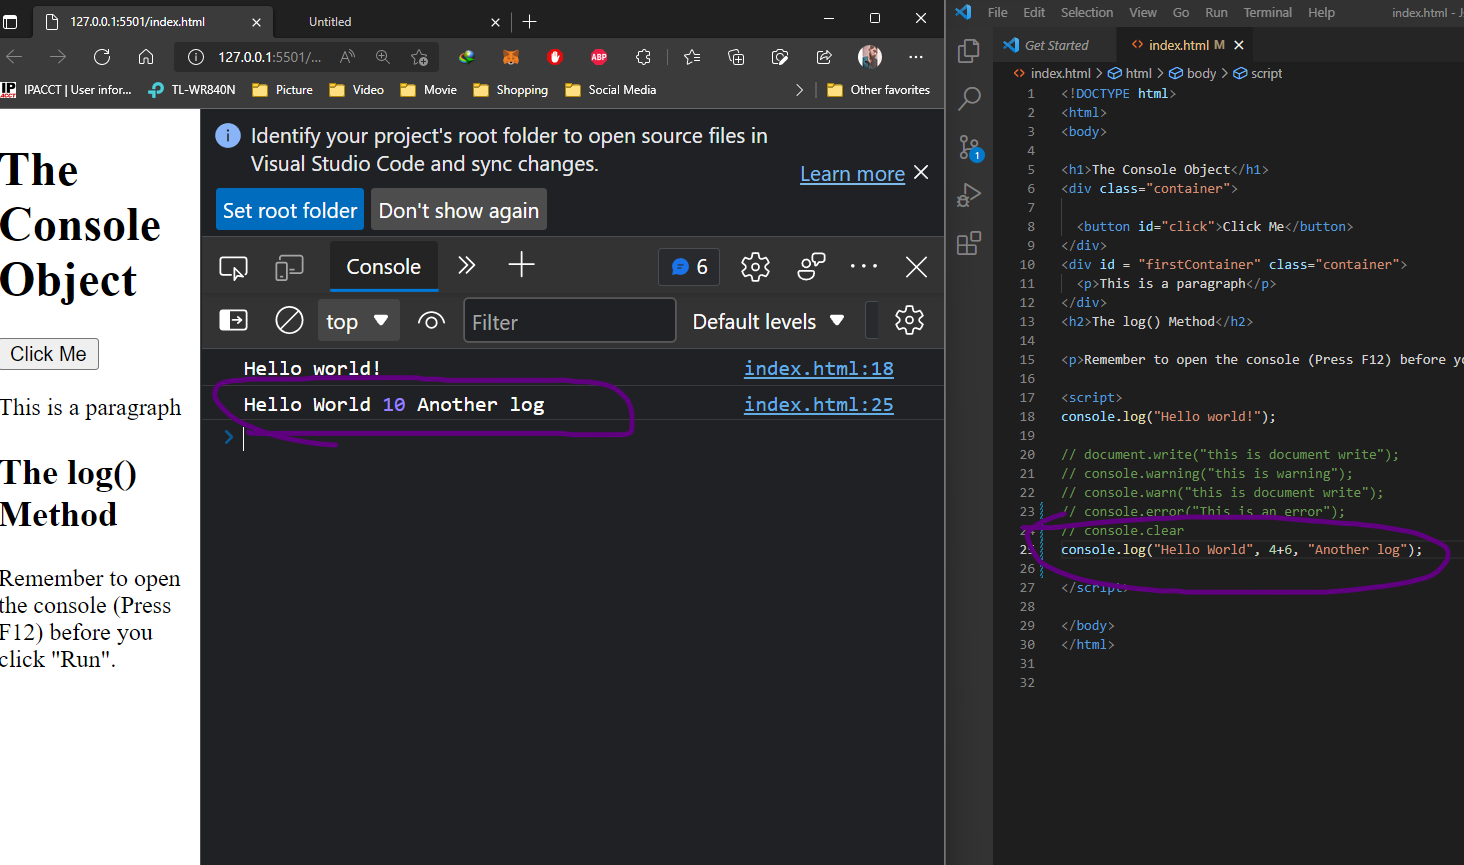 127.0.0.1:5501/index.html
Untitled
127.0.0.1:5501/...
IPACCT | User infor...
TL-WR840N
Picture
Video
Movie
Shopping
Social Media
Other favorites
The
Console
Object
Click Me
This is a paragraph
The log()
Method
Remember to open
the console (Press
F12) before you
click "Run".
Identify your project's root folder to open source files in
Visual Studio Code and sync changes.
Learn more
Set root folder
Don't show again
Console
6
top
Filter
Default levels
Hello world!
index.html:18
Hello World 10 Another log
index.html:25
File Edit Selection View Go Run Terminal Help
index.html -
Get Started
index.html M
index.html > html > body > script
1 <!DOCTYPE html>
2 <html>
3 <body>
4
5 <h1>The Console Object</h1>
6 <div class="container">
7
8 <button id="click">Click Me</button>
9 </div>
10 <div id = "firstContainer" class="container">
11 <p>This is a paragraph</p>
12 </div>
13 <h2>The log() Method</h2>
14
15 <p>Remember to open the console (Press F12) before
16
17 <script>
18 console.log("Hello world!");
19
20 // document.write("this is document write");
21 // console.warning("this is warning");
22 // console.warn("this is document write");
23 // console.error("This is an error");
24 // console.clear
25 console.log("Hello World", 4+6, "Another log");
26
27 </script>
28
29 </body>
30 </html>
31
32
1
ABP